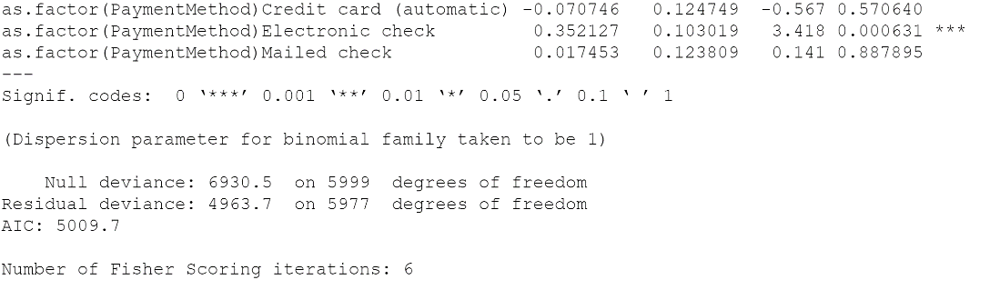 as.factor(PaymentMethod)Credit card (automatic) -0.070746 0.124749 -0.567 0.570640
as.factor(PaymentMethod)Electronic check 0.352127 0.103019 3.418 0.000631 ***
as.factor(PaymentMethod)Mailed check 0.017453 0.123809 0.141 0.887895
---
Signif. codes: 0 ‘***’ 0.001 ‘**’ 0.01 ‘*’ 0.05 ‘.’ 0.1 ‘ ’ 1
(Dispersion parameter for binomial family taken to be 1)
Null deviance: 6930.5 on 5999 degrees of freedom
Residual deviance: 4963.7 on 5977 degrees of freedom
AIC: 5009.7
Number of Fisher Scoring iterations: 6